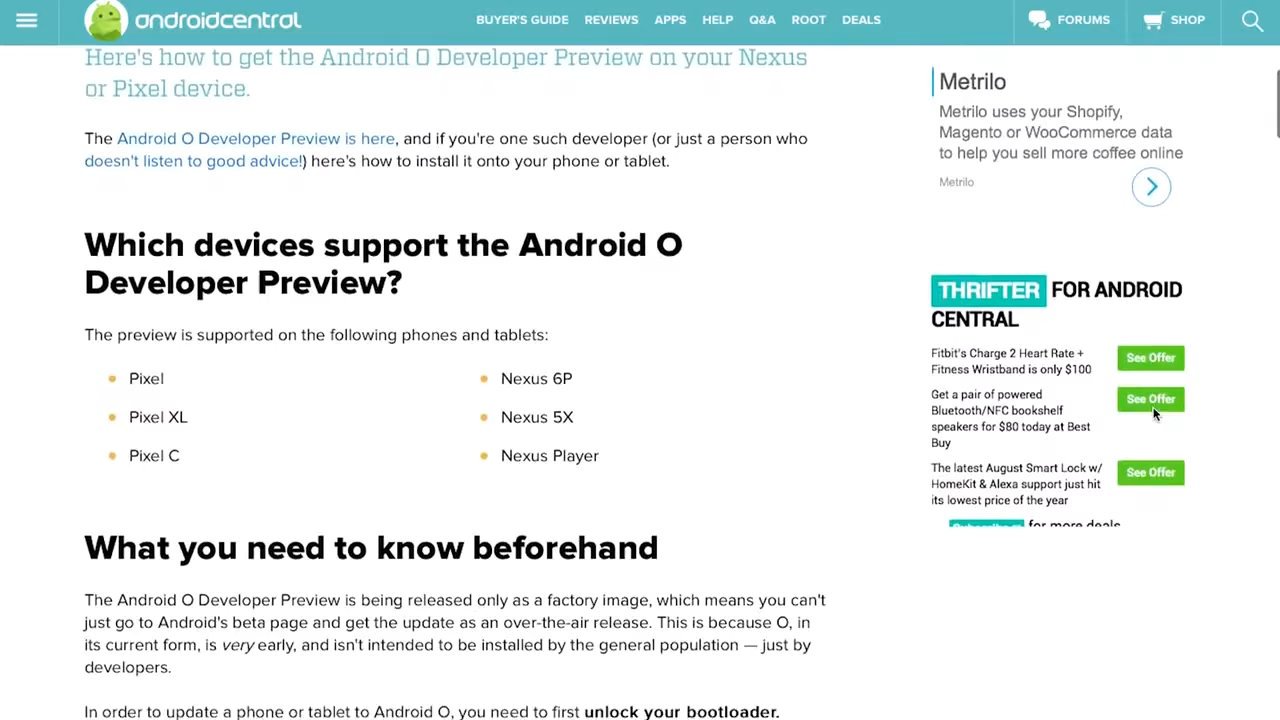 androidcentral
BUYER'S GUIDE REVIEWS APPS HELP Q&A ROOT DEALS
FORUMS SHOP
Here's how to get the Android O Developer Preview on your Nexus
or Pixel device.
The Android O Developer Preview is here, and if you're one such developer (or just a person who
doesn't listen to good advice!) here's how to install it onto your phone or tablet.
Which devices support the Android O
Developer Preview?
The preview is supported on the following phones and tablets:
Pixel
Pixel XL
Pixel C
Nexus 6P
Nexus 5X
Nexus Player
What you need to know beforehand
The Android O Developer Preview is being released only as a factory image, which means you can't
just go to Android's beta page and get the update as an over-the-air release. This is because O, in
its current form, is very early, and isn't intended to be installed by the general population — just by
developers.
In order to update a phone or tablet to Android O, you need to first unlock your bootloader.
Metrilo
Metrilo uses your Shopify,
Magento or WooCommerce data
to help you sell more coffee online
Metrilo
THRIFTER FOR ANDROID
CENTRAL
Fitbit's Charge 2 Heart Rate +
Fitness Wristband is only $100
See Offer
Get a pair of powered
Bluetooth/NFC bookshelf
speakers for $80 today at Best
Buy
See Offer
The latest August Smart Lock w/
HomeKit & Alexa support just hit
its lowest price of the year
See Offer
for more deals